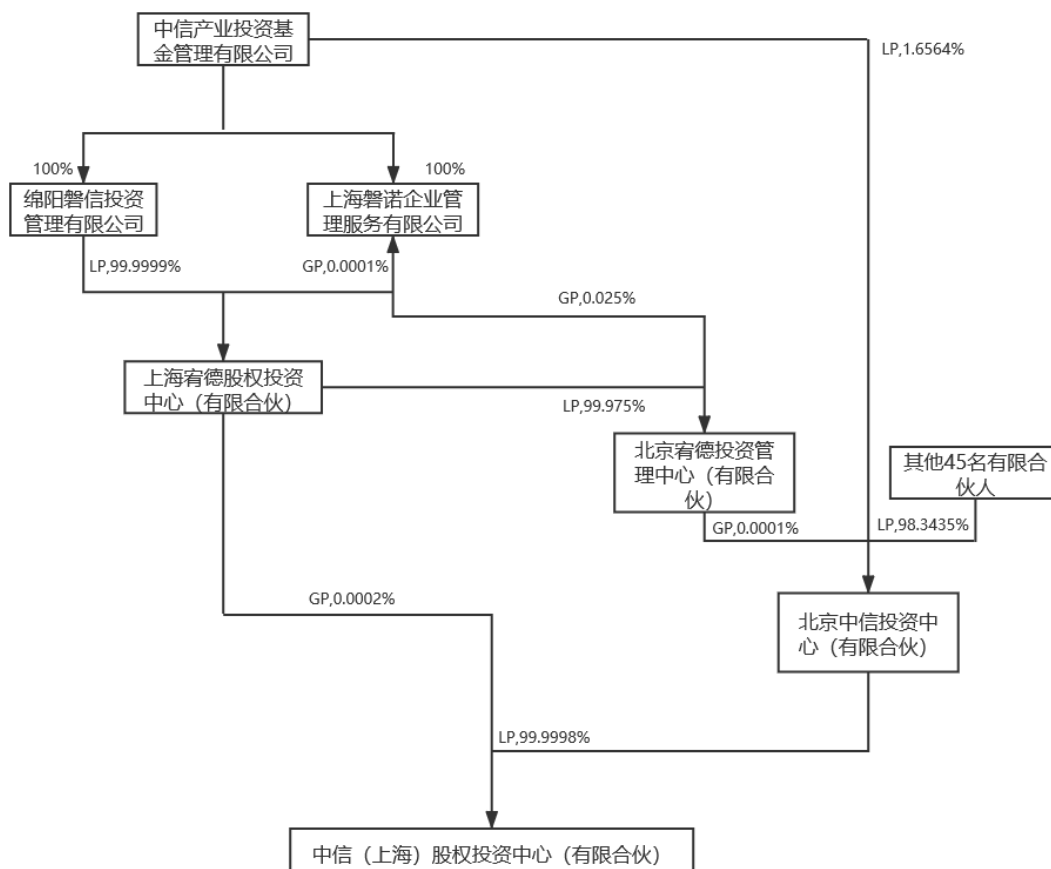 中信产业投资基
金管理有限公司
LP,1.6564%
100%
100%
绵阳磐信投资
管理有限公司
上海磐诺企业管
理服务有限公司
LP,99.9999%
GP,0.0001%
GP,0.025%
上海宥德股权投资
中心（有限合伙）
LP,99.975%
北京宥德投资管
理中心（有限合
伙）
其他45名有限合
伙人
GP,0.0001%
LP,98.3435%
GP,0.0002%
北京中信投资中
心（有限合伙）
LP,99.9998%
中信（上海）股权投资中心（有限合伙）